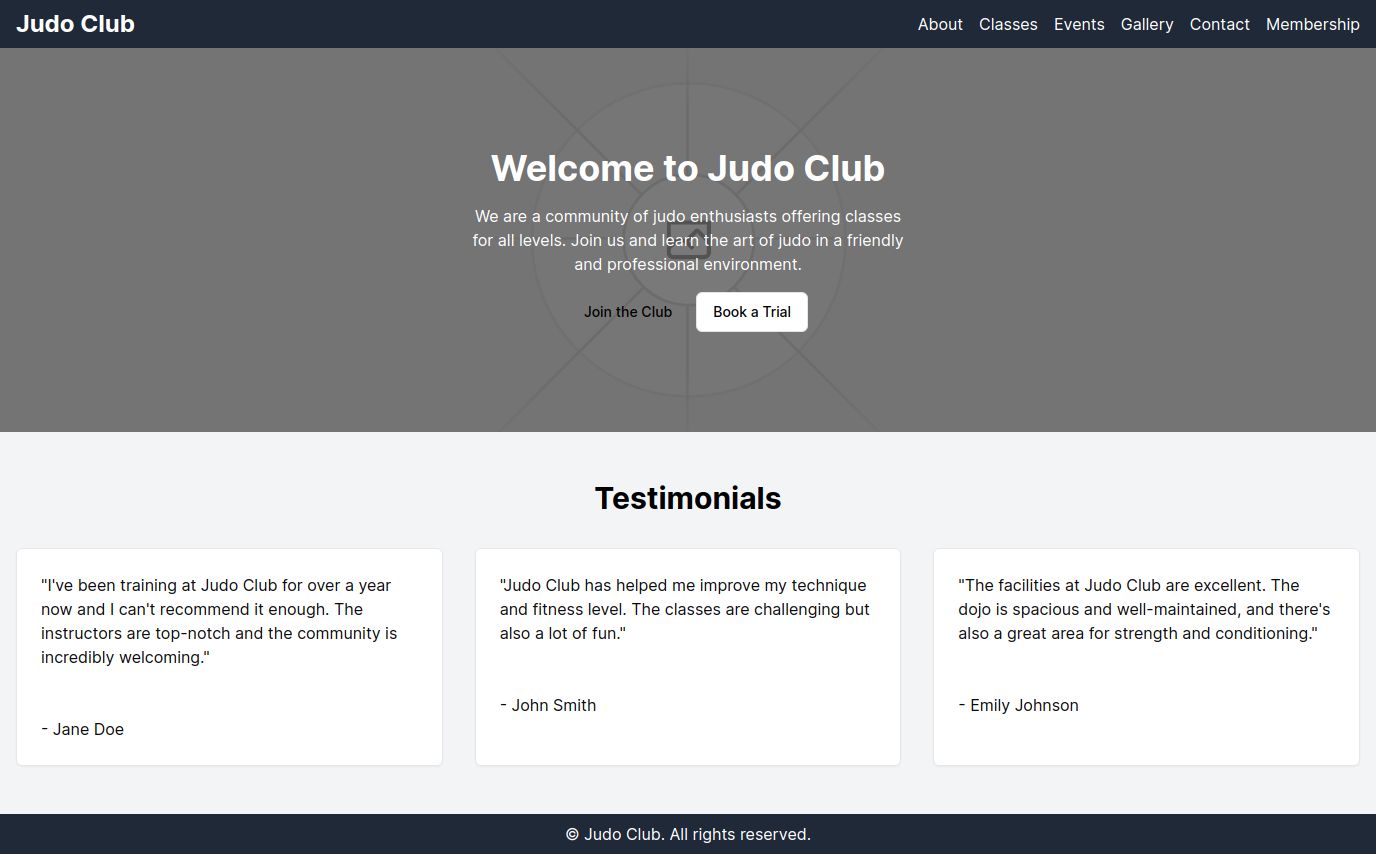 Judo Club
About Classes Events Gallery Contact Membership
Welcome to Judo Club
We are a community of judo enthusiasts offering classes
for all levels. Join us and learn the art of judo in a friendly
and professional environment.
Join the Club
Book a Trial
Testimonials
"I've been training at Judo Club for over a year
now and I can't recommend it enough. The
instructors are top-notch and the community is
incredibly welcoming."
- Jane Doe
"Judo Club has helped me improve my technique
and fitness level. The classes are challenging but
also a lot of fun."
- John Smith
"The facilities at Judo Club are excellent. The
dojo is spacious and well-maintained, and there's
also a great area for strength and conditioning."
- Emily Johnson
© Judo Club. All rights reserved.